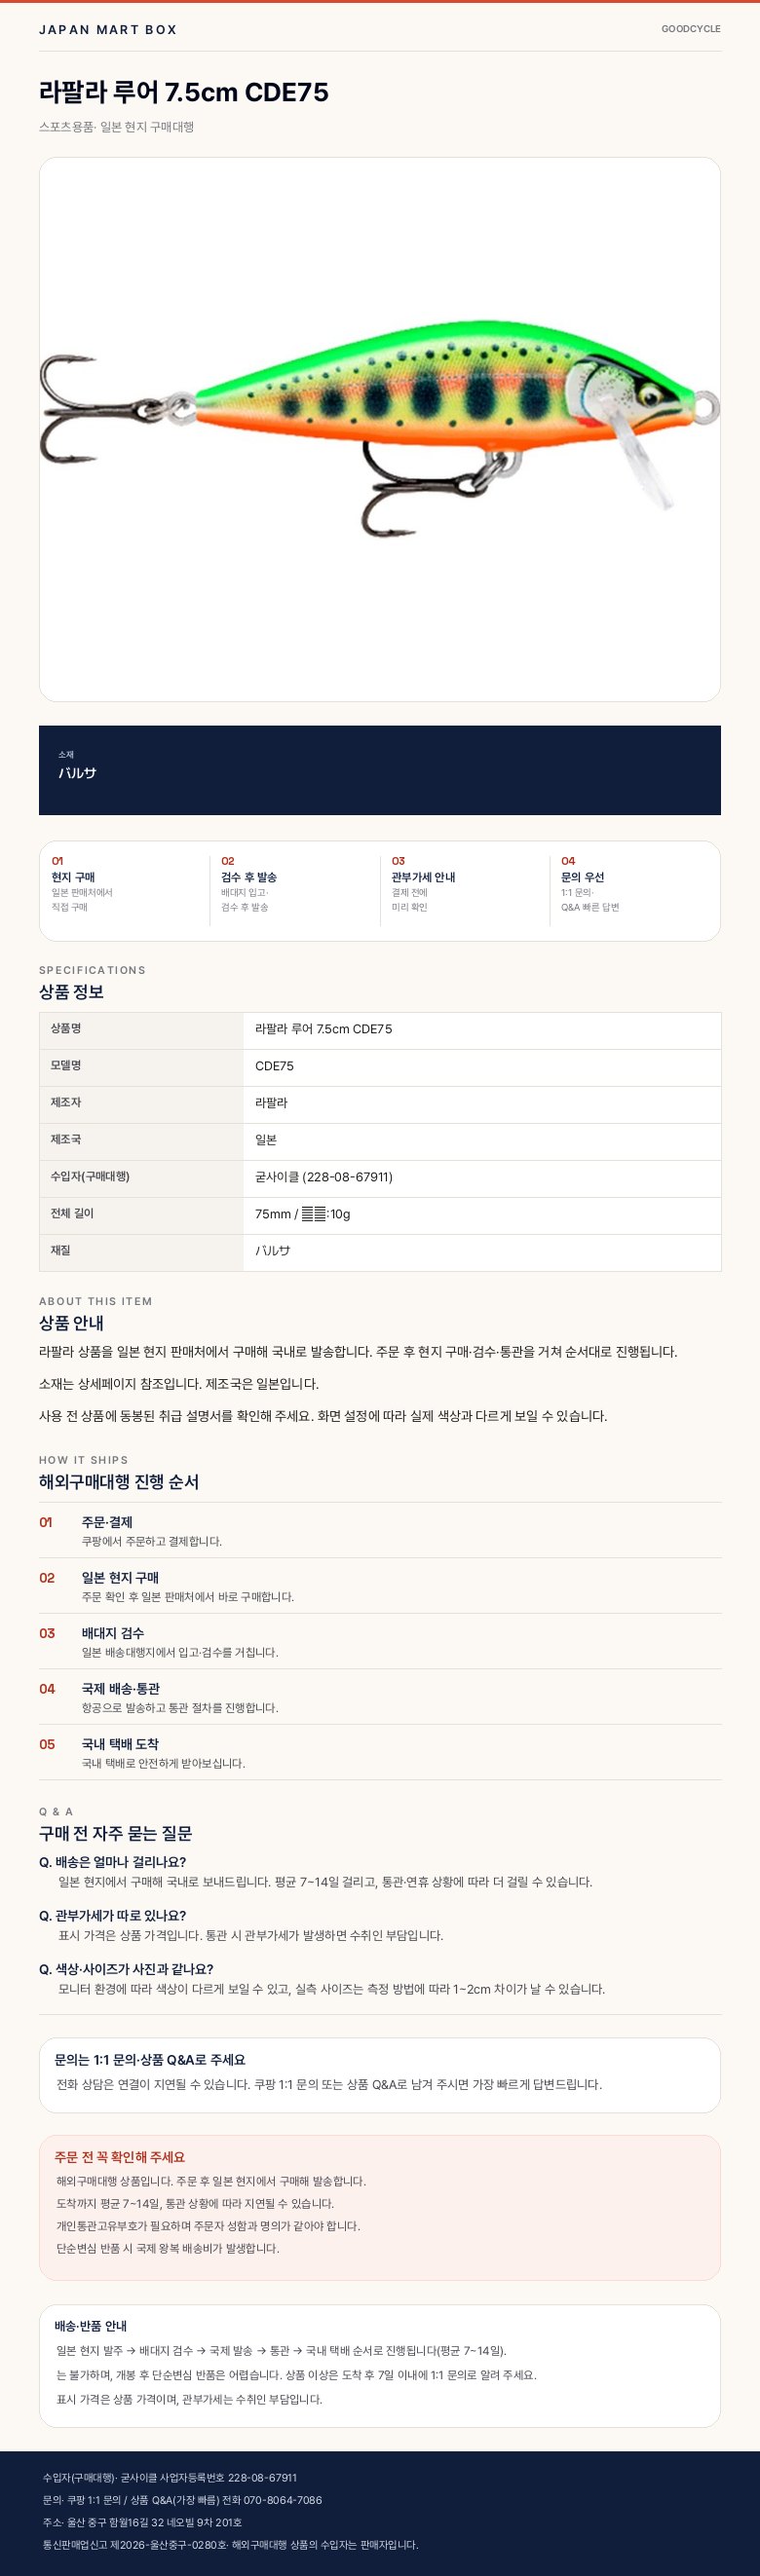 JAPAN MART BOX
GOODCYCLE
라팔라 루어 7.5cm CDE75
스포츠용품· 일본 현지 구매대행
소재
バルサ
01
현지 구매
일본 판매처에서
직접 구매
02
검수 후 발송
배대지 입고·
검수 후 발송
03
관부가세 안내
결제 전에
미리 확인
04
문의 우선
1:1 문의·
Q&A 빠른 답변
SPECIFICATIONS
상품 정보
상품명 라팔라 루어 7.5cm CDE75
모델명 CDE75
제조자 라팔라
제조국 일본
수입자(구매대행) 굳사이클 (228-08-67911)
전체 길이 75mm / :10g
재질 バルサ
ABOUT THIS ITEM
상품 안내
라팔라 상품을 일본 현지 판매처에서 구매해 국내로 발송합니다. 주문 후 현지 구매·검수·통관을 거쳐 순서대로 진행됩니다.
소재는 상세페이지 참조입니다. 제조국은 일본입니다.
사용 전 상품에 동봉된 취급 설명서를 확인해 주세요. 화면 설정에 따라 실제 색상과 다르게 보일 수 있습니다.
HOW IT SHIPS
해외구매대행 진행 순서
01 주문·결제
쿠팡에서 주문하고 결제합니다.
02 일본 현지 구매
주문 확인 후 일본 판매처에서 바로 구매합니다.
03 배대지 검수
일본 배송대행지에서 입고·검수를 거칩니다.
04 국제 배송·통관
항공으로 발송하고 통관 절차를 진행합니다.
05 국내 택배 도착
국내 택배로 안전하게 받아보십니다.
Q & A
구매 전 자주 묻는 질문
Q. 배송은 얼마나 걸리나요?
일본 현지에서 구매해 국내로 보내드립니다. 평균 7~14일 걸리고, 통관·연휴 상황에 따라 더 걸릴 수 있습니다.
Q. 관부가세가 따로 있나요?
표시 가격은 상품 가격입니다. 통관 시 관부가세가 발생하면 수취인 부담입니다.
Q. 색상·사이즈가 사진과 같나요?
모니터 환경에 따라 색상이 다르게 보일 수 있고, 실측 사이즈는 측정 방법에 따라 1~2cm 차이가 날 수 있습니다.
문의는 1:1 문의·상품 Q&A로 주세요
전화 상담은 연결이 지연될 수 있습니다. 쿠팡 1:1 문의 또는 상품 Q&A로 남겨 주시면 가장 빠르게 답변드립니다.
주문 전 꼭 확인해 주세요
해외구매대행 상품입니다. 주문 후 일본 현지에서 구매해 발송합니다.
도착까지 평균 7~14일, 통관 상황에 따라 지연될 수 있습니다.
개인통관고유부호가 필요하며 주문자 성함과 명의가 같아야 합니다.
단순변심 반품 시 국제 왕복 배송비가 발생합니다.
배송·반품 안내
일본 현지 발주 → 배대지 검수 → 국제 발송 → 통관 → 국내 택배 순서로 진행됩니다(평균 7~14일).
는 불가하며, 개봉 후 단순변심 반품은 어렵습니다. 상품 이상은 도착 후 7일 이내에 1:1 문의로 알려 주세요.
표시 가격은 상품 가격이며, 관부가세는 수취인 부담입니다.
수입자(구매대행)· 굳사이클 사업자등록번호 228-08-67911
문의· 쿠팡 1:1 문의 / 상품 Q&A(가장 빠름) 전화 070-8064-7086
주소· 울산 중구 함월16길 32 네오빌 9차 201호
통신판매업신고 제2026-울산중구-0280호· 해외구매대행 상품의 수입자는 판매자입니다.